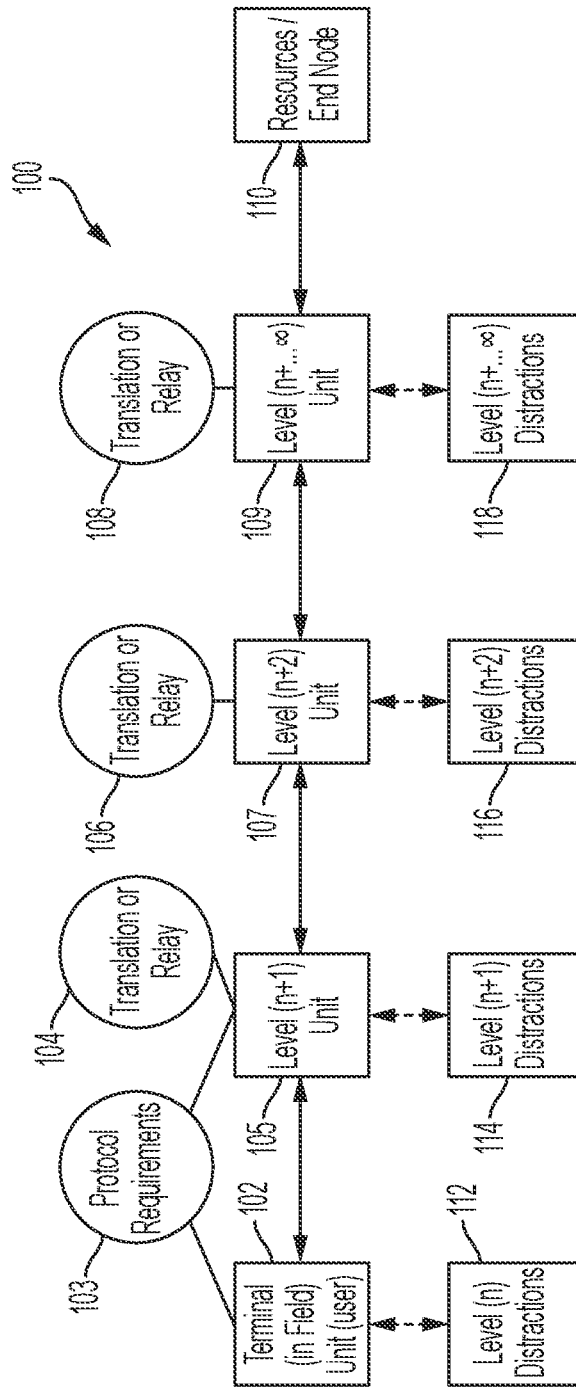 100
Protocol
Requirements
103
Translation or
Relay
104
Translation or
Relay
106
Translation or
Relay
108
Terminal
(in Field)
Unit (user)
102
Level (n+1)
Unit
105
Level (n+2)
Unit
107
Level (n+... ∞)
Unit
109
Resources /
End Node
110
Level (n)
Distractions
112
Level (n+1)
Distractions
114
Level (n+2)
Distractions
116
Level (n+... ∞)
Distractions
118